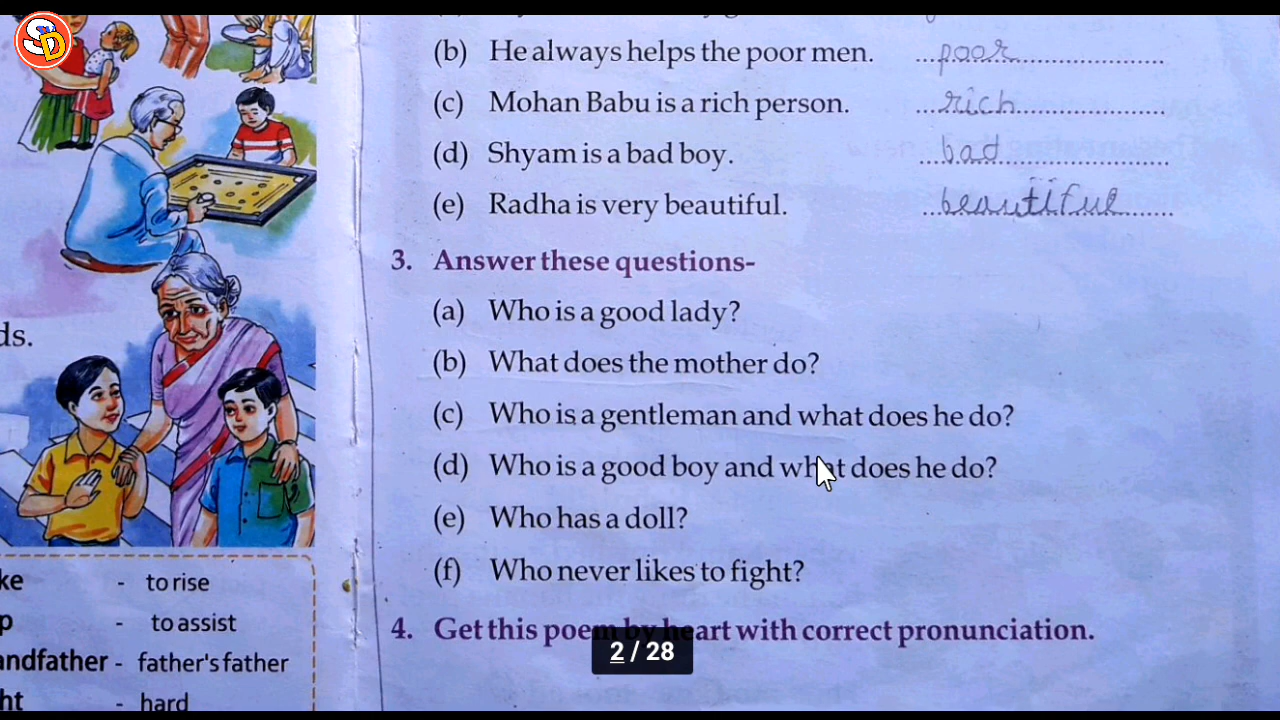 SD
(b) He always helps the poor men. poor
(c) Mohan Babu is a rich person. rich
(d) Shyam is a bad boy. bad
(e) Radha is very beautiful. beautiful
3. Answer these questions-
(a) Who is a good lady?
(b) What does the mother do?
(c) Who is a gentleman and what does he do?
(d) Who is a good boy and what does he do?
(e) Who has a doll?
(f) Who never likes to fight?
4. Get this poem by heart with correct pronunciation.
2 / 28
ds.
ke - to rise
p - to assist
andfather - father's father
ht - hard